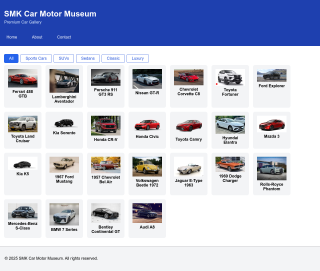 SMK Car Motor Museum
Premium Car Gallery
Home About Contact
All Sports Cars SUVs Sedans Classic Luxury
Ferrari 488 GTB
Lamborghini Aventador
Porsche 911 GT3 RS
Nissan GT-R
Chevrolet Corvette C8
Toyota Fortuner
Ford Explorer
Toyota Land Cruiser
Kia Sorento
Honda CR-V
Honda Civic
Toyota Camry
Hyundai Elantra
Mazda 3
Kia K5
1967 Ford Mustang
1957 Chevrolet Bel Air
Volkswagen Beetle 1972
Jaguar E-Type 1963
1969 Dodge Charger
Rolls-Royce Phantom
Mercedes-Benz S-Class
BMW 7 Series
Bentley Continental GT
Audi A8
© 2025 SMK Car Motor Museum. All rights reserved.